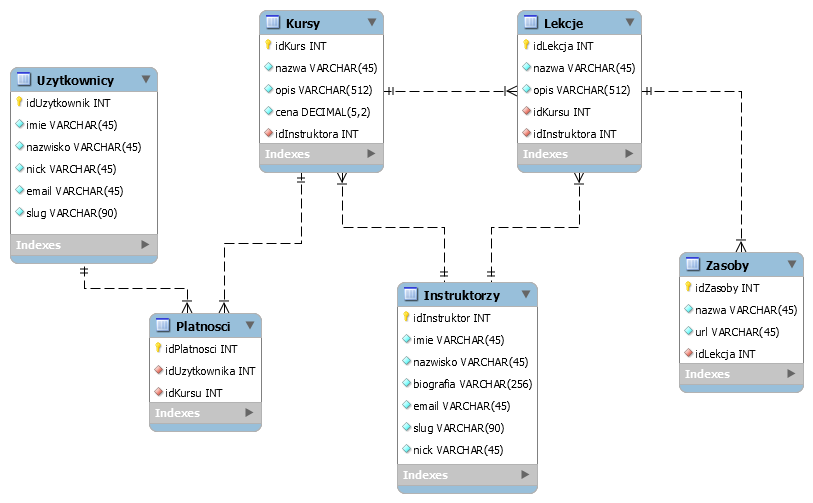 Kursy
idKurs INT
nazwa VARCHAR(45)
opis VARCHAR(512)
cena DECIMAL(5,2)
idInstruktora INT
Indexes
Lekcje
idLekcja INT
nazwa VARCHAR(45)
opis VARCHAR(512)
idKursu INT
idInstruktora INT
Indexes
Uzytkownicy
idUzytkownik INT
imie VARCHAR(45)
nazwisko VARCHAR(45)
nick VARCHAR(45)
email VARCHAR(45)
slug VARCHAR(90)
Indexes
Platnosci
idPlatnosci INT
idUzytkownika INT
idKursu INT
Indexes
Instruktorzy
idInstruktor INT
imie VARCHAR(45)
nazwisko VARCHAR(45)
biografia VARCHAR(256)
email VARCHAR(45)
slug VARCHAR(90)
nick VARCHAR(45)
Indexes
Zasoby
idZasoby INT
nazwa VARCHAR(45)
url VARCHAR(45)
idLekcja INT
Indexes